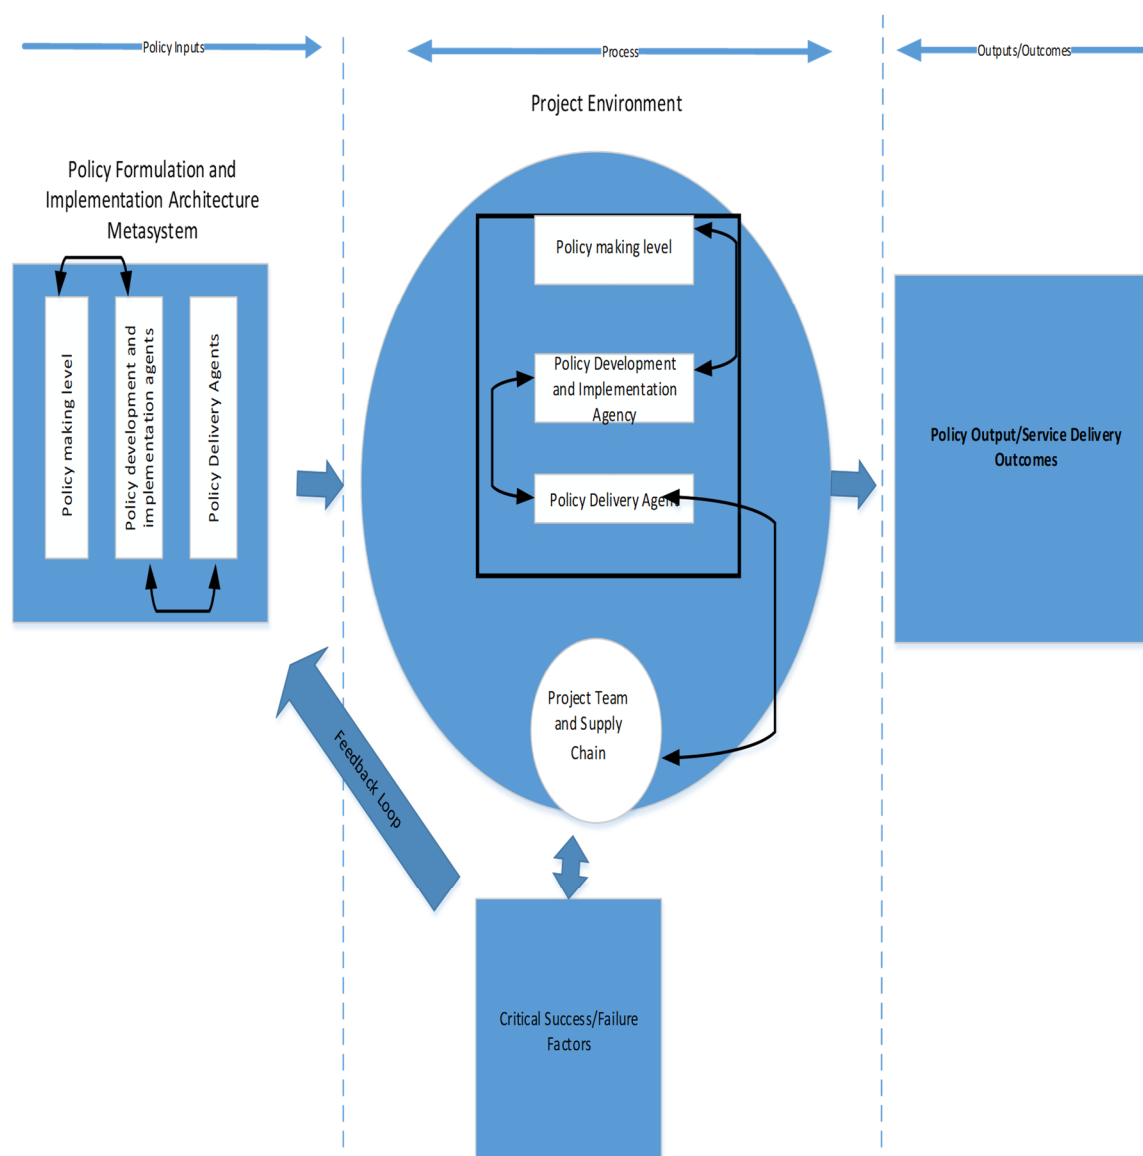 Policy Inputs
Process
Outputs/Outcomes
Project Environment
Policy Formulation and
Implementation Architecture
Metasystem
Policy making level
Policy development and
implementation agents
Policy Delivery Agents
Policy making level
Policy Development
and Implementation
Agency
Policy Delivery Agent
Project Team
and Supply
Chain
Policy Output/Service Delivery
Outcomes
Feedback Loop
Critical Success/Failure
Factors